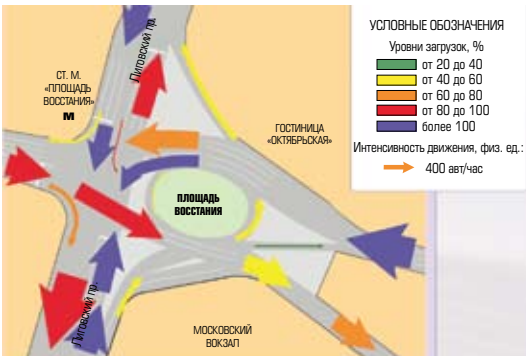 Лиговский пр.
СТ. М.
«ПЛОЩАДЬ
ВОССТАНИЯ»
М
ГОСТИНИЦА
«ОКТЯБРЬСКАЯ»
ПЛОЩАДЬ
ВОССТАНИЯ
Лиговский пр.
МОСКОВСКИЙ
ВОКЗАЛ
УСЛОВНЫЕ ОБОЗНАЧЕНИЯ
Уровни загрузок, %
от 20 до 40
от 40 до 60
от 60 до 80
от 80 до 100
более 100
Интенсивность движения, физ. ед.:
400 авт/час